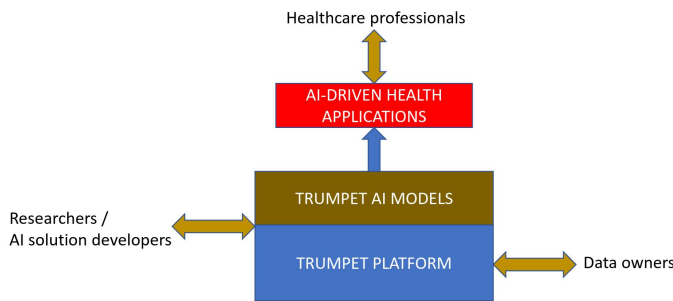 Healthcare professionals
AI-DRIVEN HEALTH
APPLICATIONS
TRUMPET AI MODELS
Researchers /
AI solution developers
TRUMPET PLATFORM
Data owners